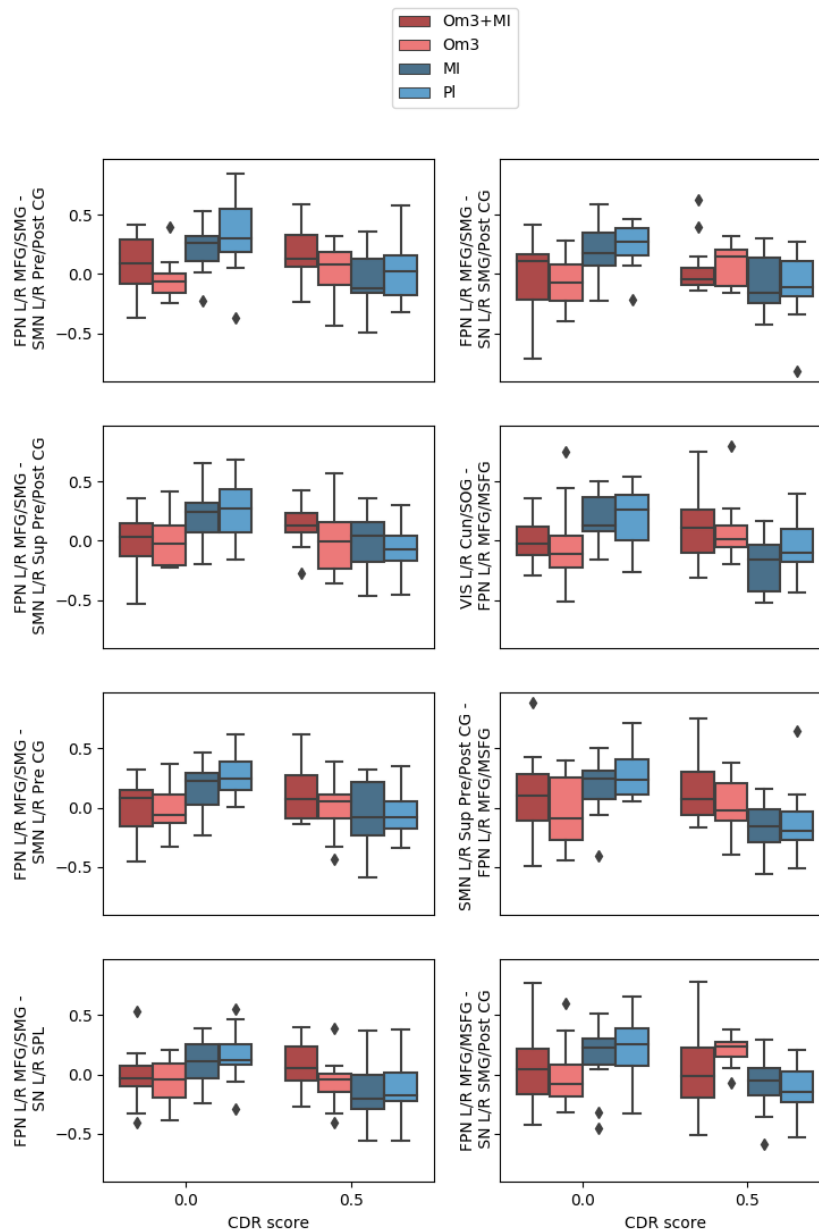 Om3+MI
Om3
MI
Pl
FPN L/R MFG/SMG -
SMN L/R Pre/Post CG
0.5
0.0
−0.5
FPN L/R MFG/SMG -
SN L/R SMG/Post CG
FPN L/R MFG/SMG -
SMN L/R Sup Pre/Post CG
0.5
0.0
−0.5
VIS L/R Cun/SOG -
FPN L/R MFG/MSFG
FPN L/R MFG/SMG -
SMN L/R Pre CG
0.5
0.0
−0.5
SMN L/R Sup Pre/Post CG -
FPN L/R MFG/MSFG
FPN L/R MFG/SMG -
SN L/R SPL
0.5
0.0
−0.5
0.0
0.5
CDR score
FPN L/R MFG/MSFG -
SN L/R SMG/Post CG
0.0
0.5
CDR score